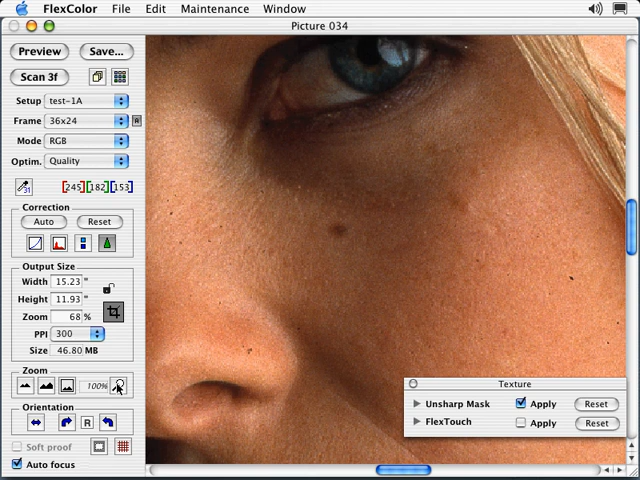 FlexColor File Edit Maintenance Window
Picture 034
Preview Save...
Scan 3f
Setup test-1A
Frame 36x24 A
Mode RGB
Optim. Quality
31 [245] [182] [153]
Correction
Auto Reset
Output Size
Width 15.23 "
Height 11.93 "
Zoom 68 %
PPI 300
Size 46.80 MB
Zoom
100%
Orientation
R
Soft proof
Auto focus
Texture
Unsharp Mask Apply Reset
FlexTouch Apply Reset